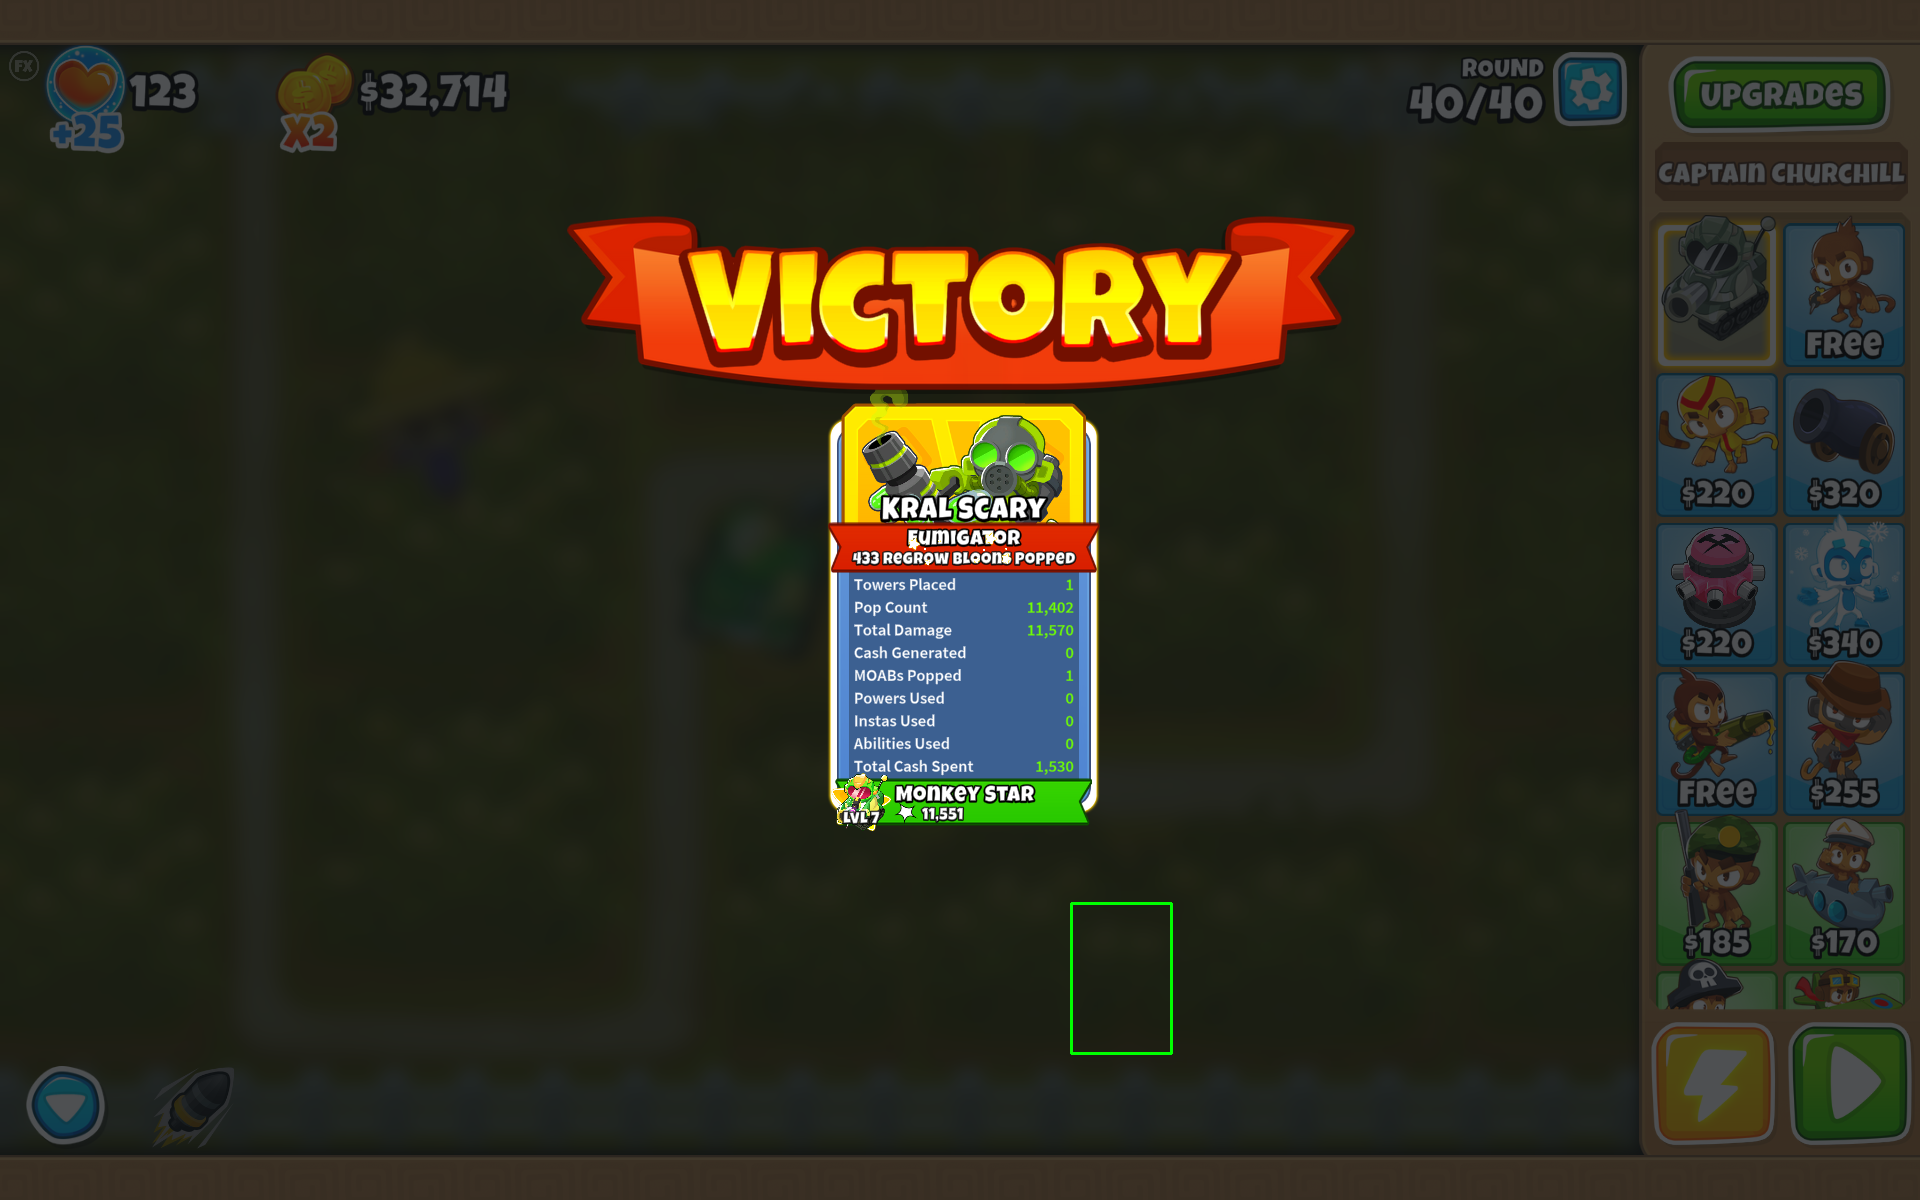 FX
123
+25
$32,714
X2
ROUND
40/40
UPGRADES
CAPTAIN CHURCHILL
VICTORY
FREE
$220
$320
$220
$340
FREE
$255
$185
$170
KRAL SCARY
FUMIGATOR
433 REGROW BLOONS POPPED
Towers Placed 1
Pop Count 11,402
Total Damage 11,570
Cash Generated 0
MOABs Popped 1
Powers Used 0
Instas Used 0
Abilities Used 0
Total Cash Spent 1,530
LVL 7
MONKEY STAR
11,551